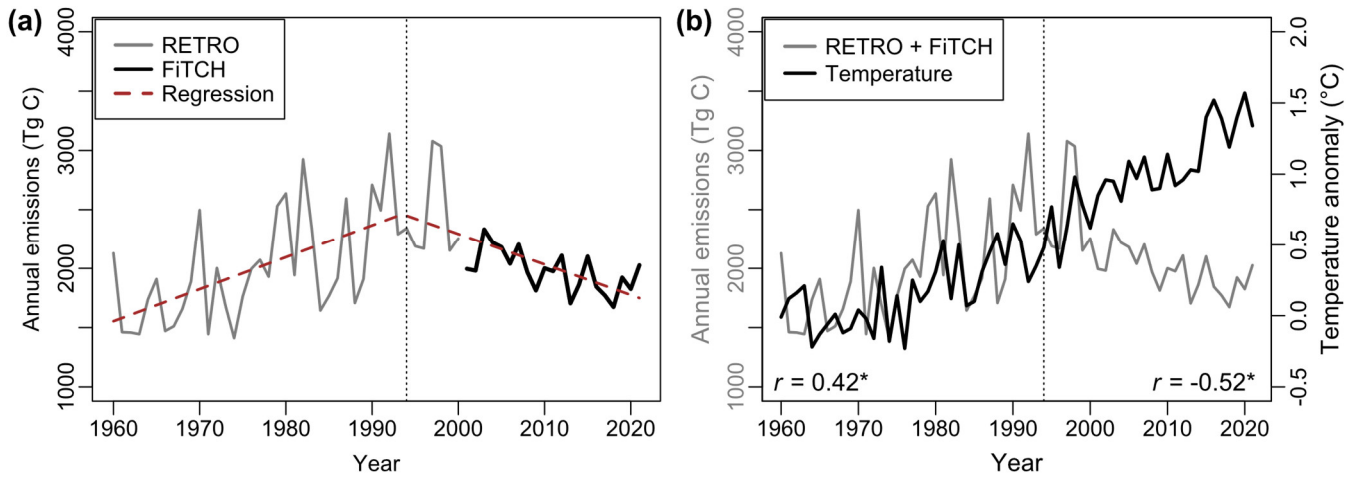 (a)
RETRO
FiTCH
Regression
Annual emissions (Tg C)
4000
3000
2000
1000
1960 1970 1980 1990 2000 2010 2020
Year
(b)
RETRO + FiTCH
Temperature
Annual emissions (Tg C)
4000
3000
2000
1000
r = 0.42*
r = -0.52*
2.0
1.5
1.0
0.5
0.0
-0.5
Temperature anomaly (°C)
1960 1970 1980 1990 2000 2010 2020
Year